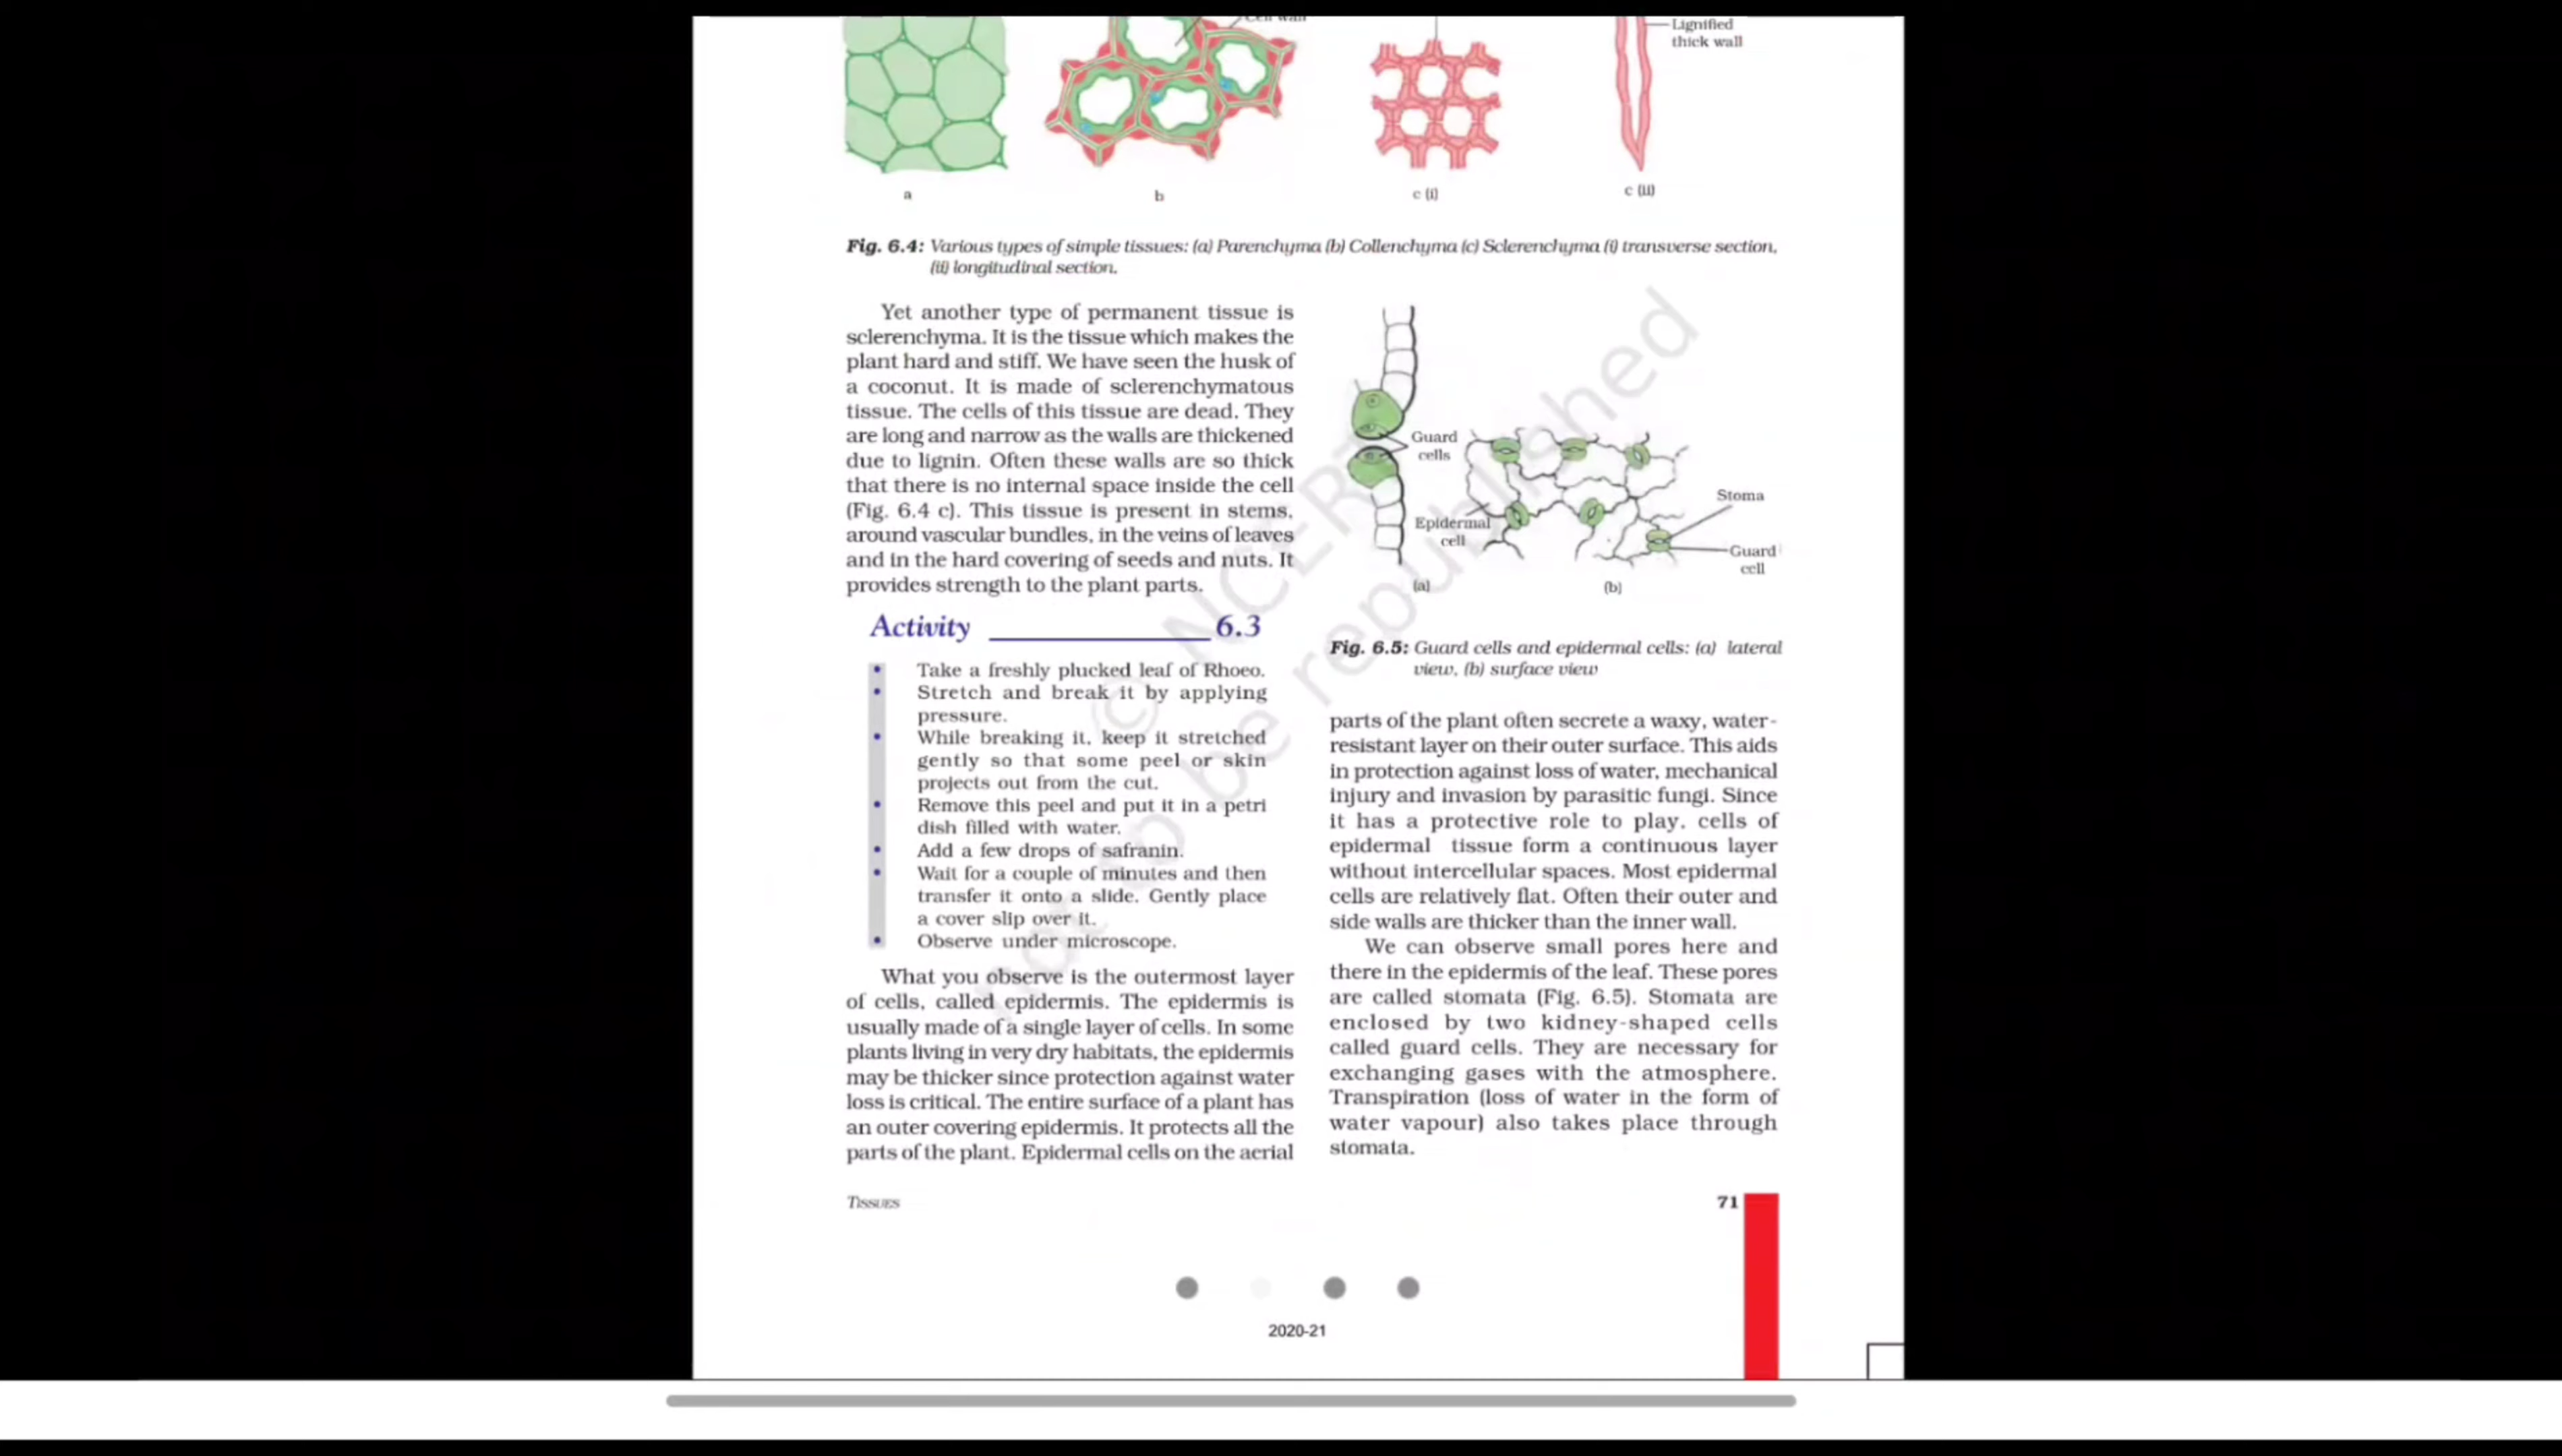 Cell wall
Lignified
thick wall
a
b
c (i)
c (ii)
Fig. 6.4: Various types of simple tissues: (a) Parenchyma (b) Collenchyma (c) Sclerenchyma (i) transverse section,
(ii) longitudinal section.
Yet another type of permanent tissue is
sclerenchyma. It is the tissue which makes the
plant hard and stiff. We have seen the husk of
a coconut. It is made of sclerenchymatous
tissue. The cells of this tissue are dead. They
are long and narrow as the walls are thickened
due to lignin. Often these walls are so thick
that there is no internal space inside the cell
(Fig. 6.4 c). This tissue is present in stems,
around vascular bundles, in the veins of leaves
and in the hard covering of seeds and nuts. It
provides strength to the plant parts.
Activity 6.3
• Take a freshly plucked leaf of Rhoeo.
• Stretch and break it by applying
pressure.
• While breaking it, keep it stretched
gently so that some peel or skin
projects out from the cut.
• Remove this peel and put it in a petri
dish filled with water.
• Add a few drops of safranin.
• Wait for a couple of minutes and then
transfer it onto a slide. Gently place
a cover slip over it.
• Observe under microscope.
What you observe is the outermost layer
of cells, called epidermis. The epidermis is
usually made of a single layer of cells. In some
plants living in very dry habitats, the epidermis
may be thicker since protection against water
loss is critical. The entire surface of a plant has
an outer covering epidermis. It protects all the
parts of the plant. Epidermal cells on the aerial
Guard
cells
Epidermal
cell
Stoma
Guard
cell
(a)
(b)
Fig. 6.5: Guard cells and epidermal cells: (a) lateral
view, (b) surface view
parts of the plant often secrete a waxy, water-
resistant layer on their outer surface. This aids
in protection against loss of water, mechanical
injury and invasion by parasitic fungi. Since
it has a protective role to play, cells of
epidermal tissue form a continuous layer
without intercellular spaces. Most epidermal
cells are relatively flat. Often their outer and
side walls are thicker than the inner wall.
We can observe small pores here and
there in the epidermis of the leaf. These pores
are called stomata (Fig. 6.5). Stomata are
enclosed by two kidney-shaped cells
called guard cells. They are necessary for
exchanging gases with the atmosphere.
Transpiration (loss of water in the form of
water vapour) also takes place through
stomata.
© NCERT
not to be republished
TISSUES
71
2020-21